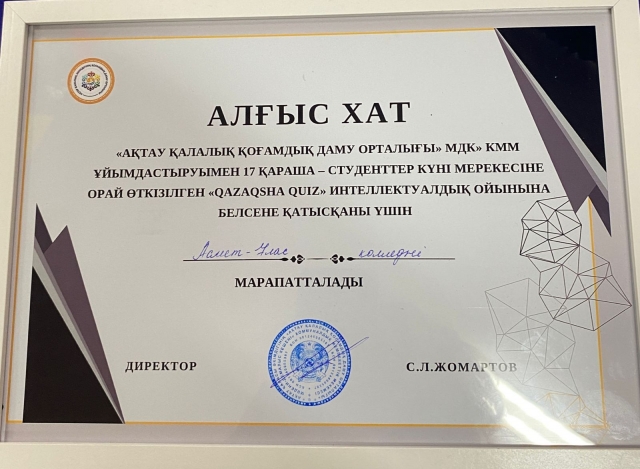 АЛҒЫС ХАТ
«АҚТАУ ҚАЛАЛЫҚ ҚОҒАМДЫҚ ДАМУ ОРТАЛЫҒЫ» МДК» КММ
ҰЙЫМДАСТЫРУЫМЕН 17 ҚАРАША – СТУДЕНТТЕР КҮНІ МЕРЕКЕСІНЕ
ОРАЙ ӨТКІЗІЛГЕН «QAZAQSHA QUIZ» ИНТЕЛЛЕКТУАЛДЫҚ ОЙЫНЫНА
БЕЛСЕНЕ ҚАТЫСҚАНЫ ҮШІН
колледжі
МАРАПАТТАЛАДЫ
ДИРЕКТОР
С.Л.ЖОМАРТОВ